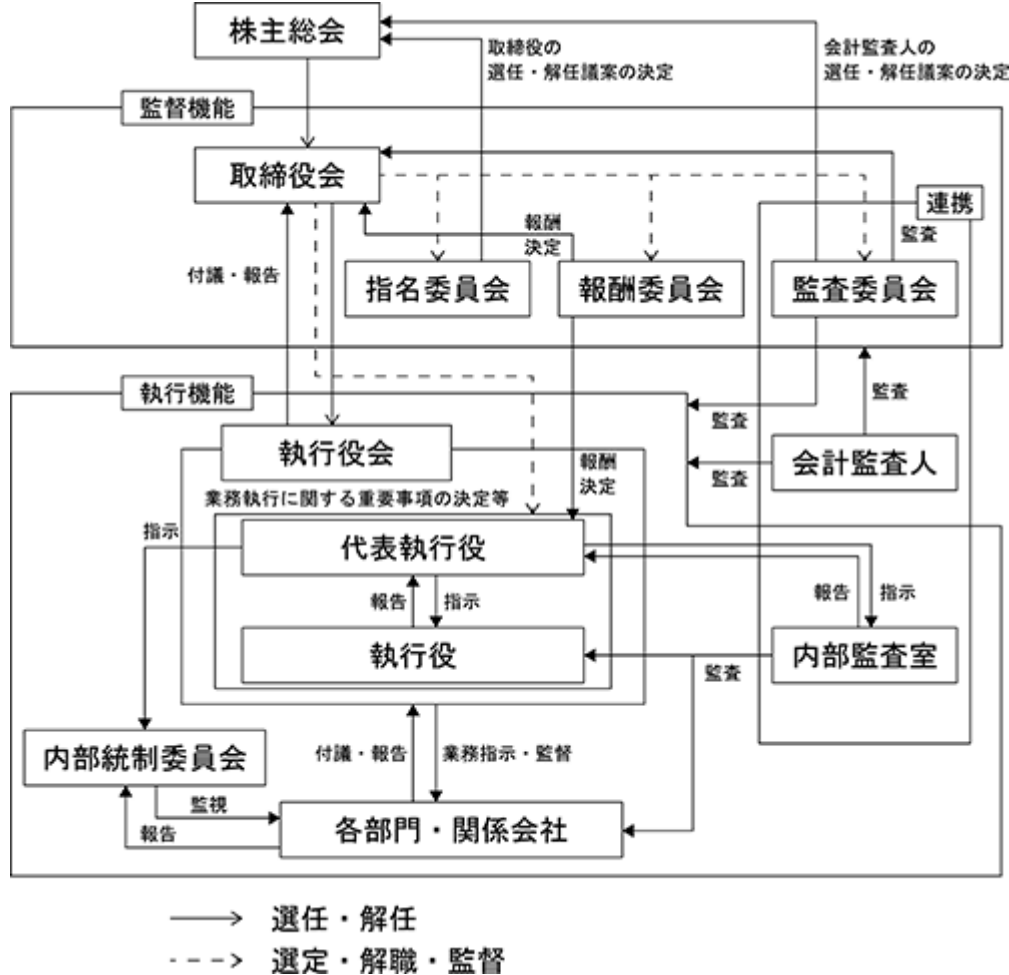 株主総会
取締役の
選任・解任議案の決定
会計監査人の
選任・解任議案の決定
監督機能
取締役会
連携
報酬
決定
監査
付議・報告
指名委員会
報酬委員会
監査委員会
執行機能
監査
監査
執行役会
会計監査人
報酬
決定
監査
業務執行に関する重要事項の決定等
指示
代表執行役
報告
指示
報告
指示
執行役
内部監査室
監査
内部統制委員会
付議・報告
業務指示・監督
監視
各部門・関係会社
報告
選任・解任
選定・解職・監督